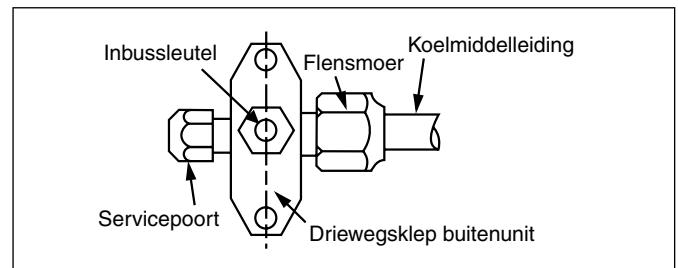 Inbussleutel
Flensmoer
Koelmiddelleiding
Servicepoort
Driewegsklep buitenunit